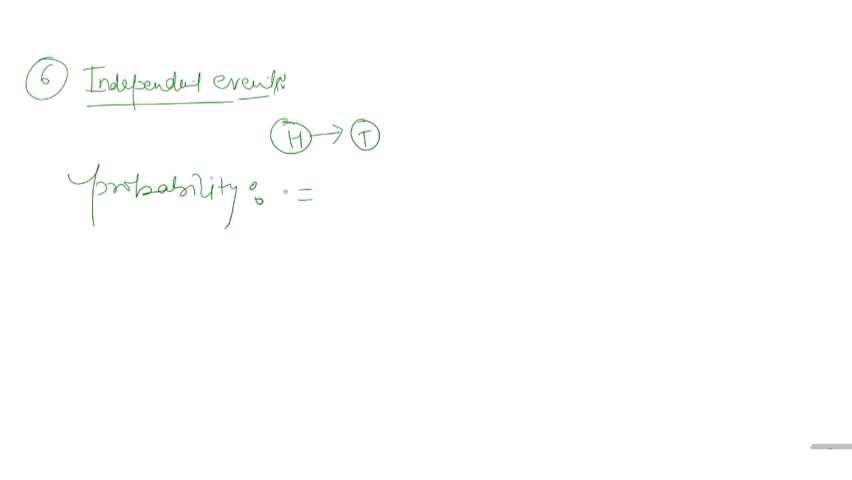 6 Independent events
H → T
probability : =